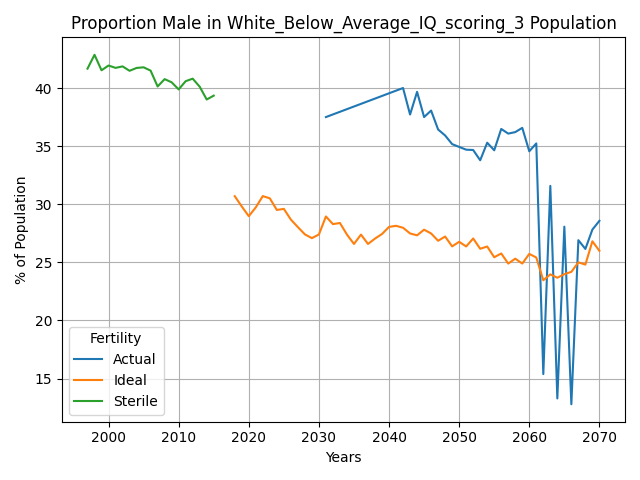 Proportion Male in White_Below_Average_IQ_scoring_3 Population
% of Population
40
35
30
25
20
15
Fertility
Actual
Ideal
Sterile
2000 2010 2020 2030 2040 2050 2060 2070
Years